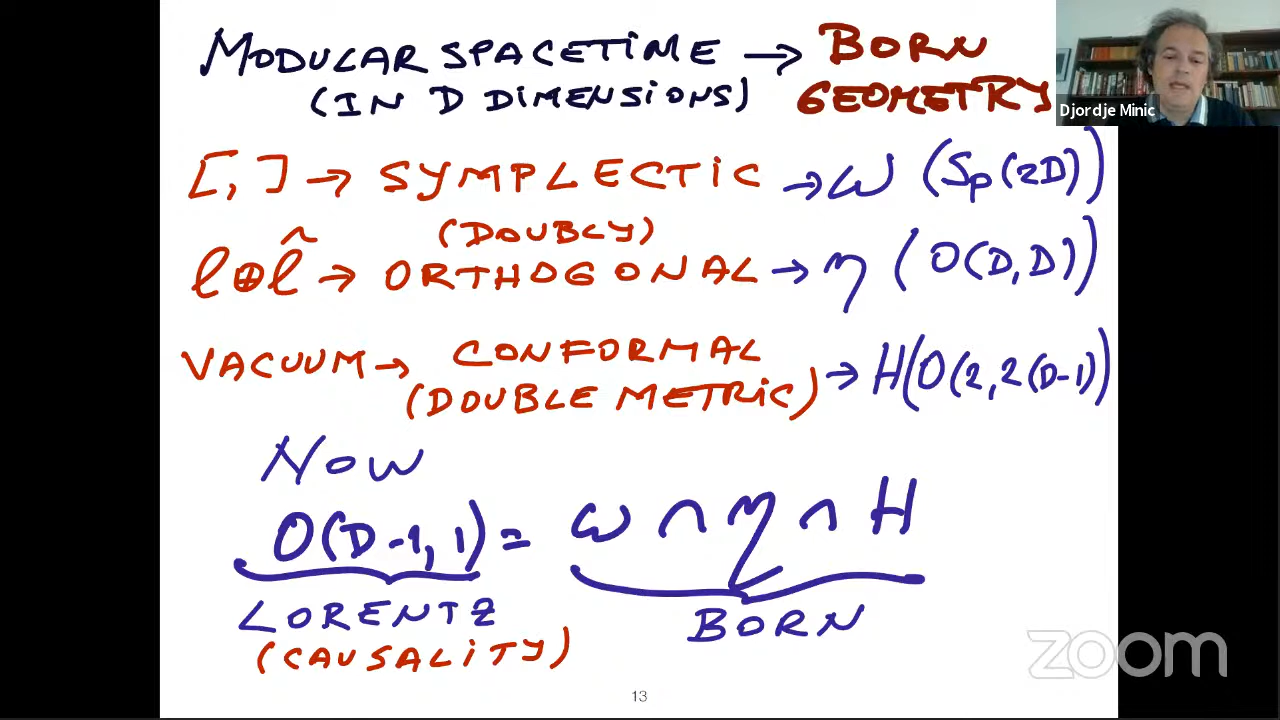 MODULAR SPACETIME → BORN
(IN D DIMENSIONS) GEOMETRY
Djordje Minic
[,] → SYMPLECTIC → ω (Sp(2D))
(DOUBLY)
ℓ⊕ℓ̃ → ORTHOGONAL → η (O(D,D))
VACUUM → CONFORMAL → H(O(2,2(D-1))
(DOUBLE METRIC)
NOW
O(D-1,1) = ω ∩ η ∩ H
LORENTZ BORN
(CAUSALITY)
zoom
13